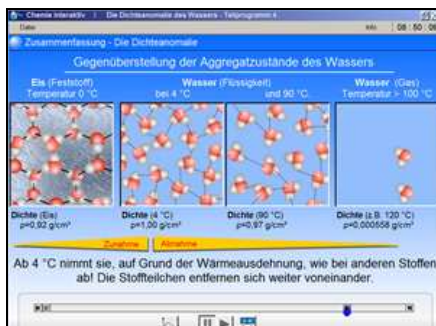 Chemie interaktiv | Die Dichteanomalie des Wassers - Teilprogramm 4
Datei Info 08:50:08
Zusammenfassung - Die Dichteanomalie
Gegenüberstellung der Aggregatzustände des Wassers
Eis (Feststoff) Wasser (Flüssigkeit) Wasser (Gas)
Temperatur 0 °C bei 4 °C und 90 °C. Temperatur > 100 °C
Dichte (Eis) Dichte (4 °C) Dichte (90 °C) Dichte (z.B. 120 °C)
ρ=0,92 g/cm³ ρ=1,00 g/cm³ ρ=0,97 g/cm³ ρ=0,000558 g/cm³
Zunahme Abnahme
Ab 4 °C nimmt sie, auf Grund der Wärmeausdehnung, wie bei anderen Stoffen
ab! Die Stoffteilchen entfernen sich weiter voneinander.